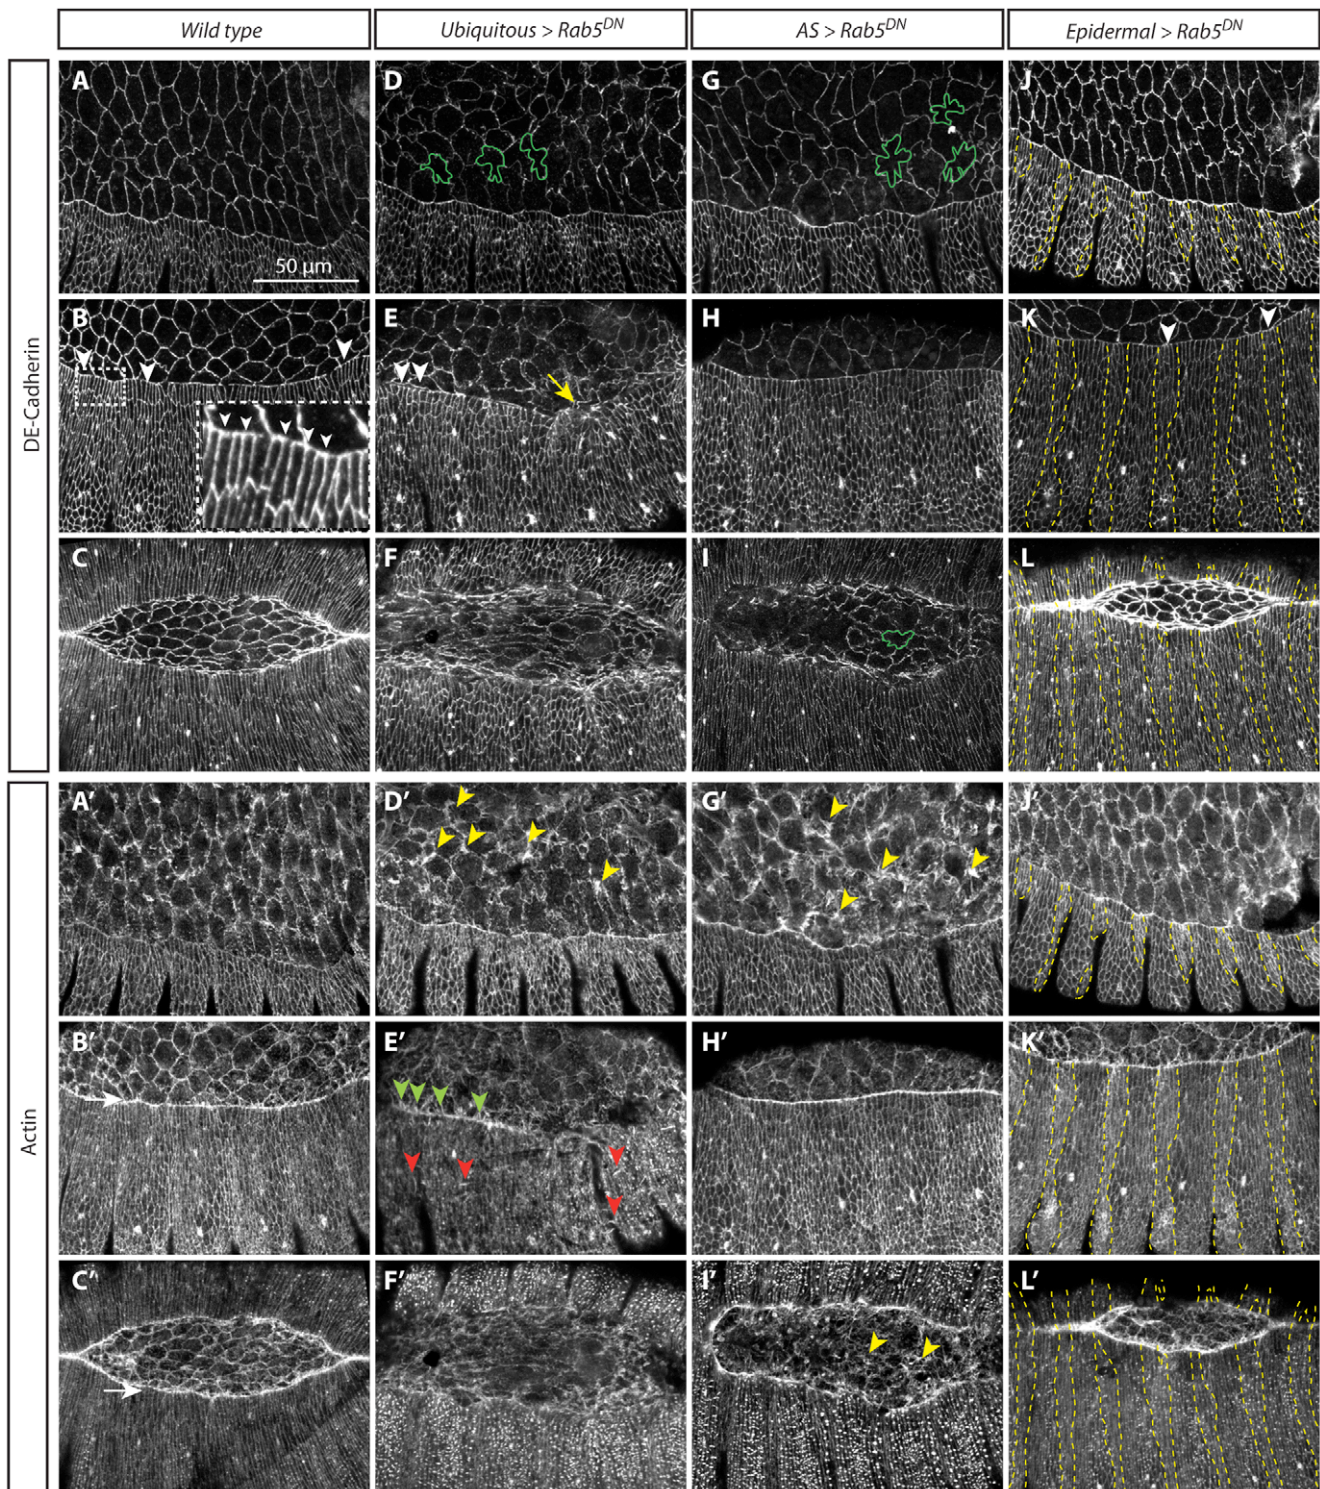 Wild type
Ubiquitous > Rab5DN
AS > Rab5DN
Epidermal > Rab5DN
DE-Cadherin
A
D
G
J
50 µm
B
E
H
K
C
F
I
L
Actin
A′
D′
G′
J′
B′
E′
H′
K′
C′
F′
I′
L′